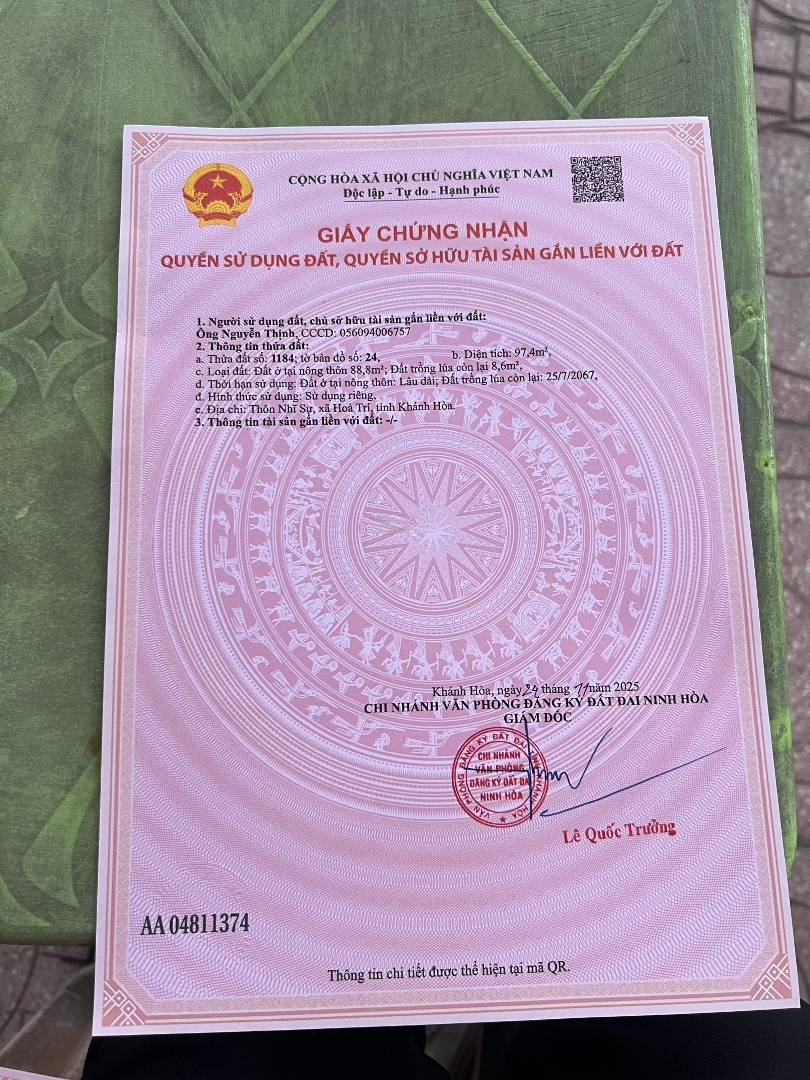 CỘNG HÒA XÃ HỘI CHỦ NGHĨA VIỆT NAM
Độc lập - Tự do - Hạnh phúc
GIẤY CHỨNG NHẬN
QUYỀN SỬ DỤNG ĐẤT, QUYỀN SỞ HỮU TÀI SẢN GẮN LIỀN VỚI ĐẤT
1. Người sử dụng đất, chủ sở hữu tài sản gắn liền với đất:
Ông Nguyễn Thịnh, CCCD: 056094006757
2. Thông tin thửa đất:
a. Thửa đất số: 1184; tờ bản đồ số: 24, b. Diện tích: 97,4m²,
c. Loại đất: Đất ở tại nông thôn 88,8m²; Đất trồng lúa còn lại 8,6m²,
d. Thời hạn sử dụng: Đất ở tại nông thôn: Lâu dài; Đất trồng lúa còn lại: 25/7/2067,
đ. Hình thức sử dụng: Sử dụng riêng,
e. Địa chỉ: Thôn Nhĩ Sự, xã Hoà Trí, tỉnh Khánh Hòa.
3. Thông tin tài sản gắn liền với đất: -/-
Khánh Hòa, ngày 24 tháng 11 năm 2025
CHI NHÁNH VĂN PHÒNG ĐĂNG KÝ ĐẤT ĐAI NINH HÒA
GIÁM ĐỐC
VĂN PHÒNG ĐĂNG KÝ ĐẤT ĐAI TỈNH KHÁNH HÒA
CHI NHÁNH
VĂN PHÒNG
ĐĂNG KÝ ĐẤT ĐAI
NINH HÒA
Lê Quốc Trưởng
AA 04811374
Thông tin chi tiết được thể hiện tại mã QR.